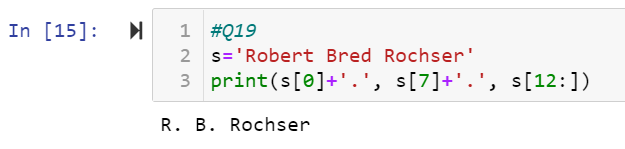 In [15]:
1 #Q19
2 s='Robert Bred Rochser'
3 print(s[0]+'.', s[7]+'.', s[12:])
R. B. Rochser